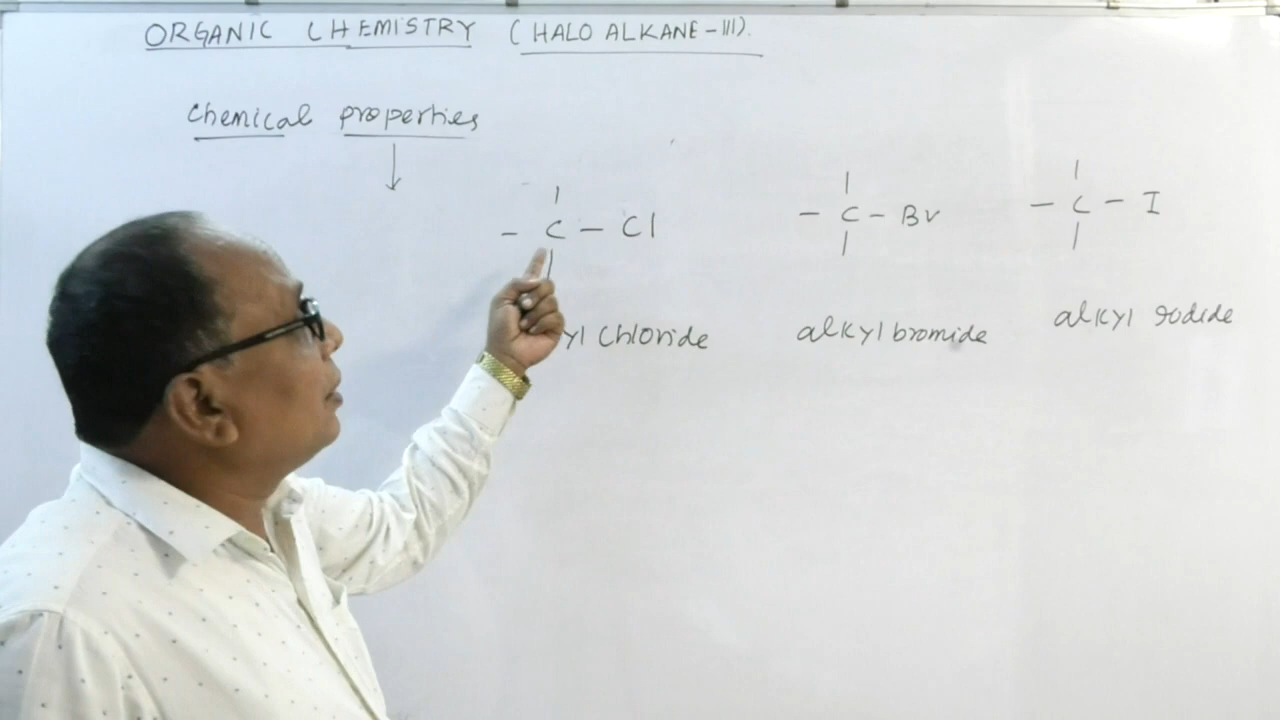 ORGANIC CHEMISTRY (HALO ALKANE-III).
Chemical properties
- C - Cl
- C - Br
- C - I
yl Chloride
alkyl bromide
alkyl Iodide